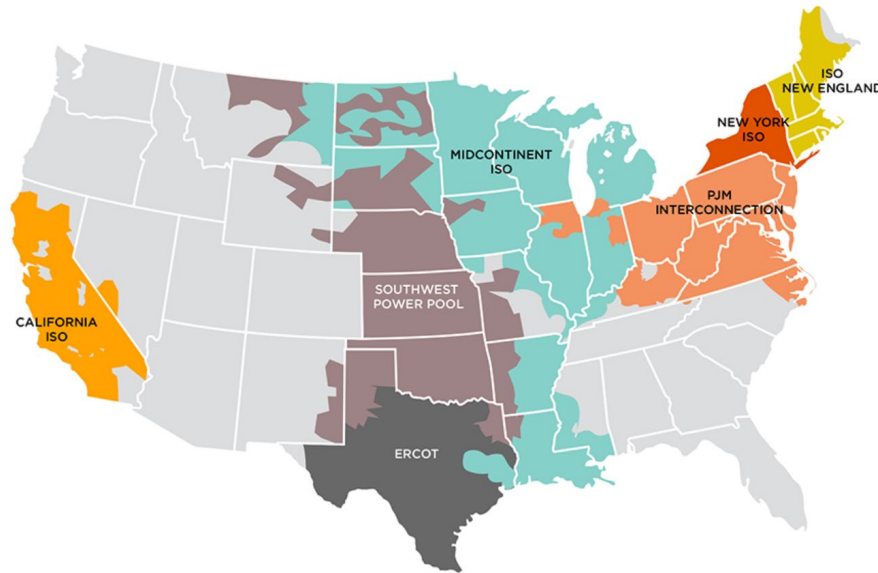 ISO
NEW ENGLAND
NEW YORK
ISO
MIDCONTINENT
ISO
PJM
INTERCONNECTION
SOUTHWEST
POWER POOL
CALIFORNIA
ISO
ERCOT